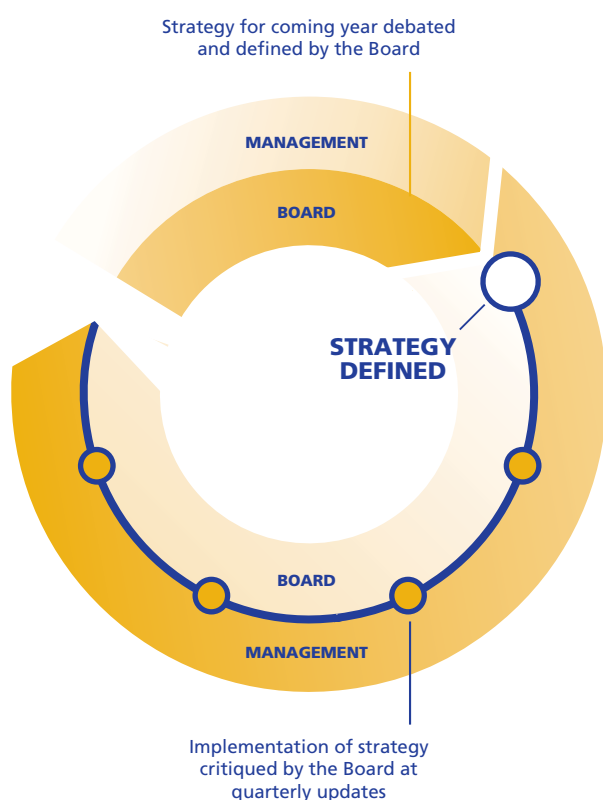 Strategy for coming year debated
and defined by the Board
MANAGEMENT
BOARD
STRATEGY
DEFINED
BOARD
MANAGEMENT
Implementation of strategy
critiqued by the Board at
quarterly updates